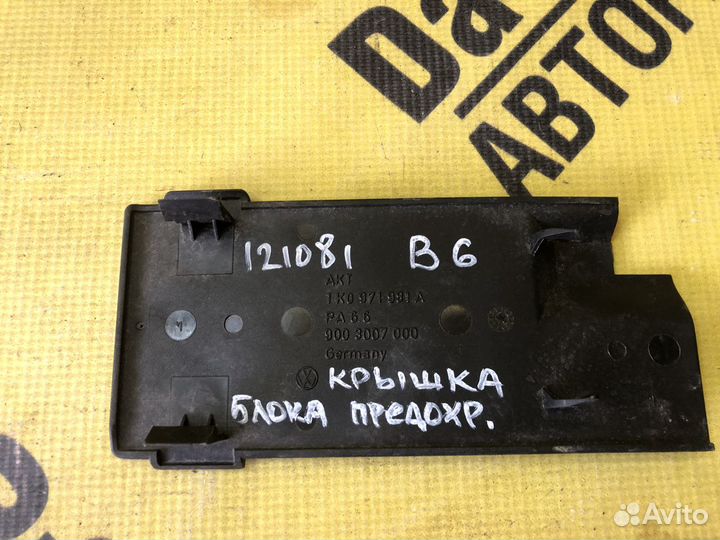 Da
АВТО
121081 B6
AKT
1K0 971 981 A
PA 6.6
900 3007 000
Germany
КРЫШКА
БЛОКА ПРЕДОХР.
Avito